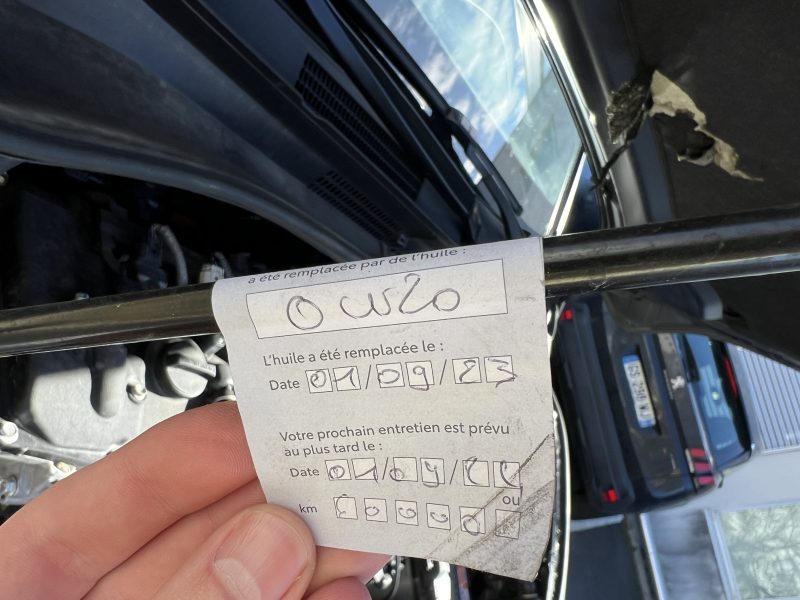 a été remplacée par de l'huile :
0W20
L'huile a été remplacée le :
Date 01/09/23
Votre prochain entretien est prévu
au plus tard le :
Date 01/09/
ou
km